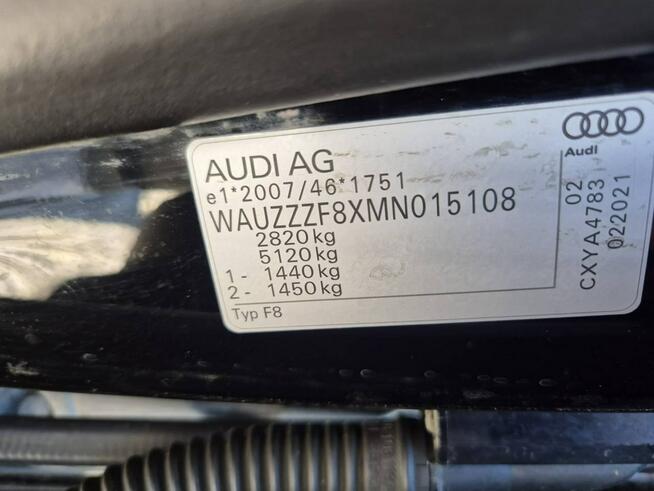 AUDI AG
e1*2007/46*1751
WAUZZZF8XMN015108
2820 kg
5120 kg
1 - 1440 kg
2 - 1450 kg
Typ F8
Audi
02
CXYA4783
022021